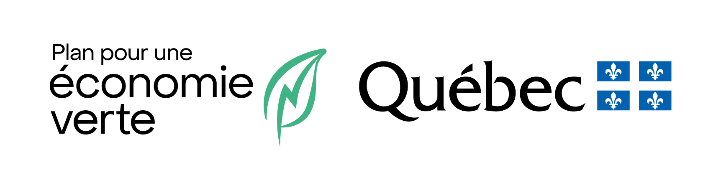 Plan pour une
économie
verte
Québec